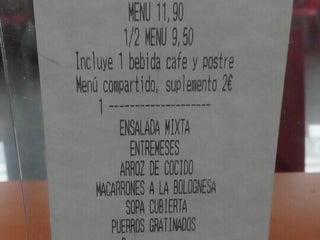 MENU 11,90
1/2 MENU 9,50
Incluye 1 bebida cafe y postre
Menú compartido, suplemento 2€
1 --------------------
ENSALADA MIXTA
ENTREMESES
ARROZ DE COCIDO
MACARRONES A LA BOLOGNESA
SOPA CUBIERTA
PUERROS GRATINADOS